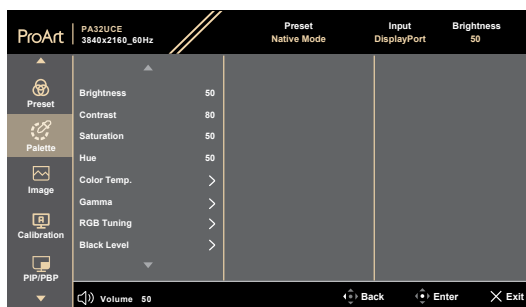 ProArt
PA32UCE
3840x2160_60Hz
Preset
Native Mode
Input
DisplayPort
Brightness
50
Preset
Palette
Image
Calibration
PIP/PBP
Brightness 50
Contrast 80
Saturation 50
Hue 50
Color Temp.
Gamma
RGB Tuning
Black Level
Volume 50
Back
Enter
Exit